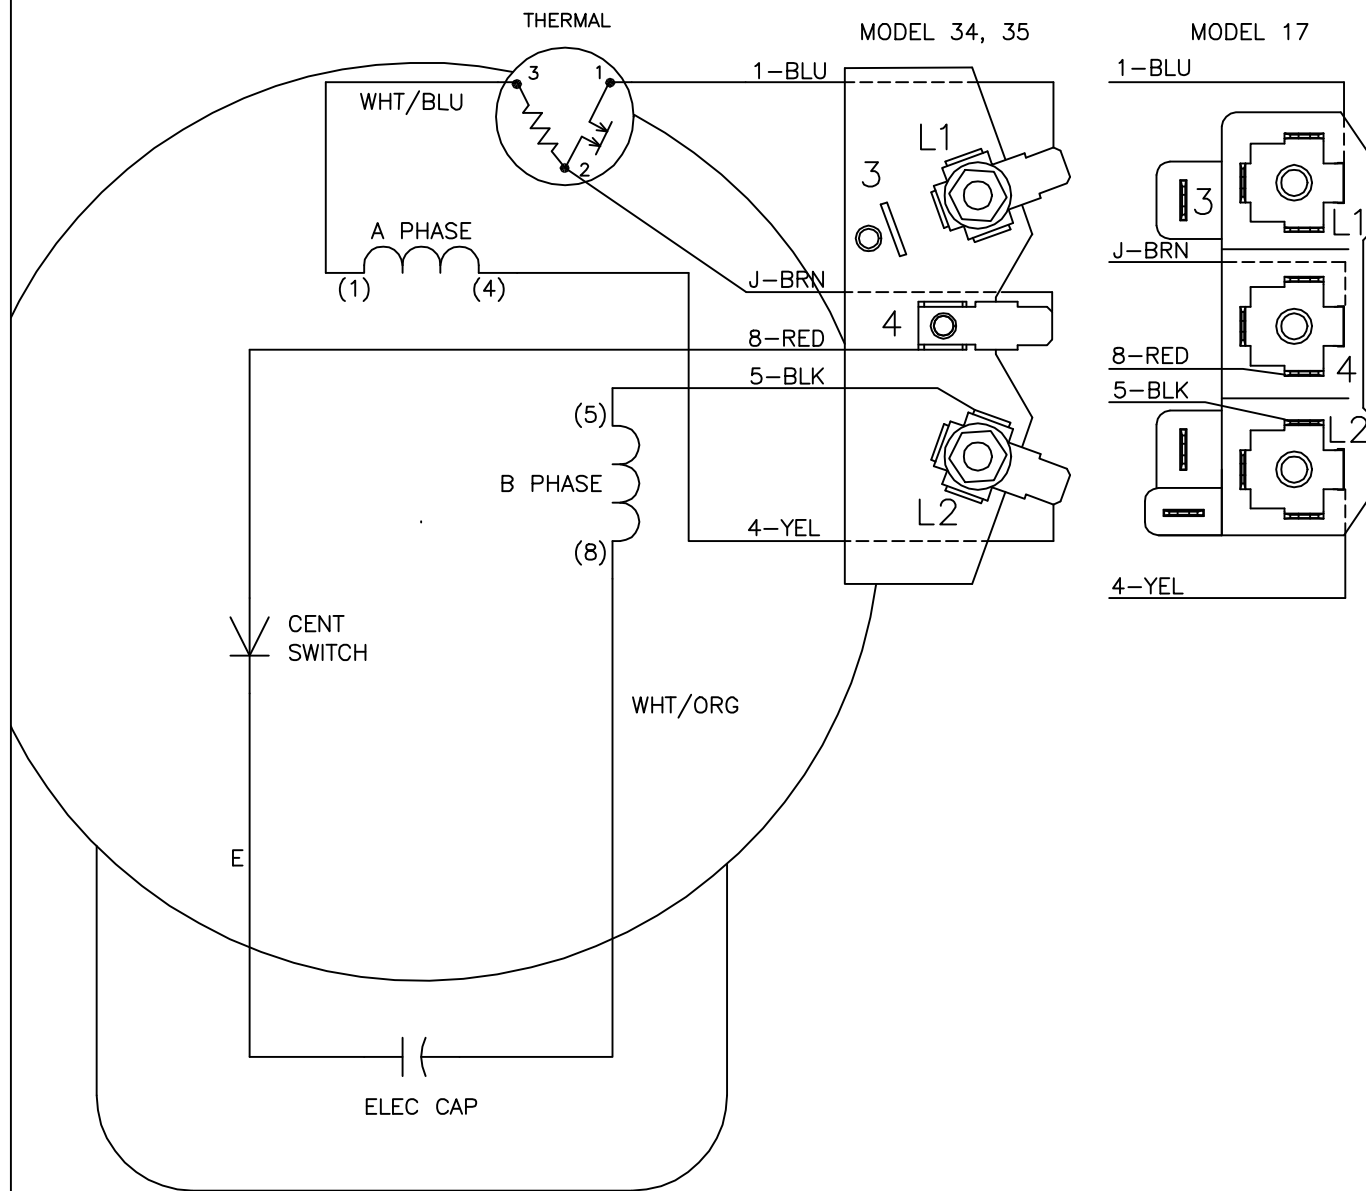 THERMAL
MODEL 34, 35
MODEL 17
3
1
2
WHT/BLU
1-BLU
1-BLU
L1
3
3
L1
A PHASE
(1)
(4)
J-BRN
J-BRN
4
8-RED
8-RED
4
5-BLK
5-BLK
(5)
L2
B PHASE
L2
(8)
4-YEL
4-YEL
CENT
SWITCH
WHT/ORG
E
ELEC CAP